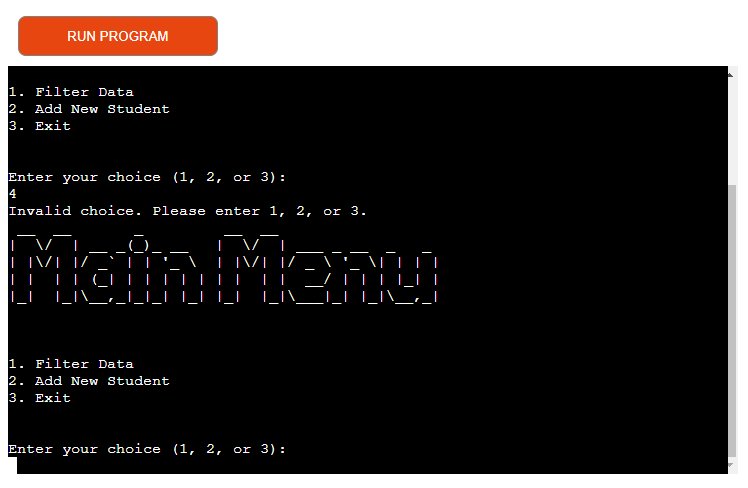 RUN PROGRAM
1. Filter Data
2. Add New Student
3. Exit
Enter your choice (1, 2, or 3):
4
Invalid choice. Please enter 1, 2, or 3.
Main Menu
1. Filter Data
2. Add New Student
3. Exit
Enter your choice (1, 2, or 3):